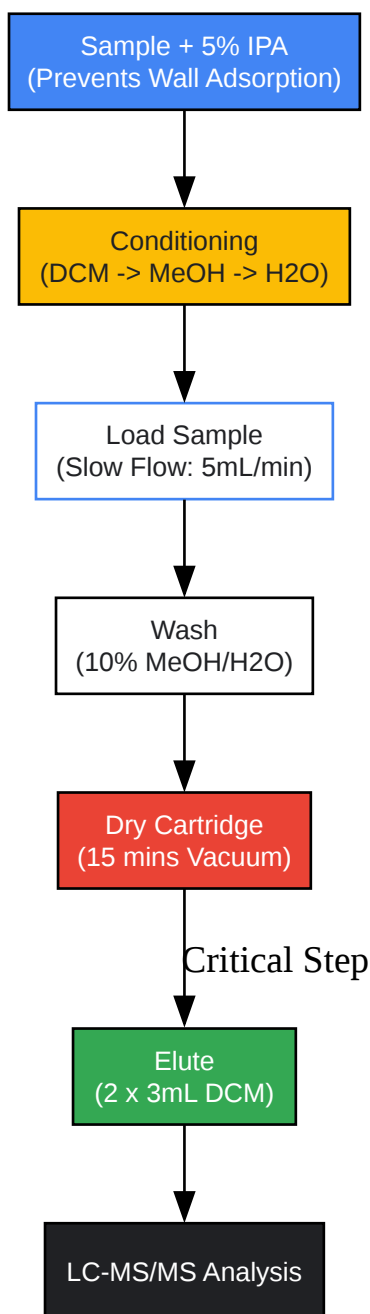 Sample + 5% IPA
(Prevents Wall Adsorption)
Conditioning
(DCM -> MeOH -> H2O)
Load Sample
(Slow Flow: 5mL/min)
Wash
(10% MeOH/H2O)
Dry Cartridge
(15 mins Vacuum)
Critical Step
Elute
(2 x 3mL DCM)
LC-MS/MS Analysis